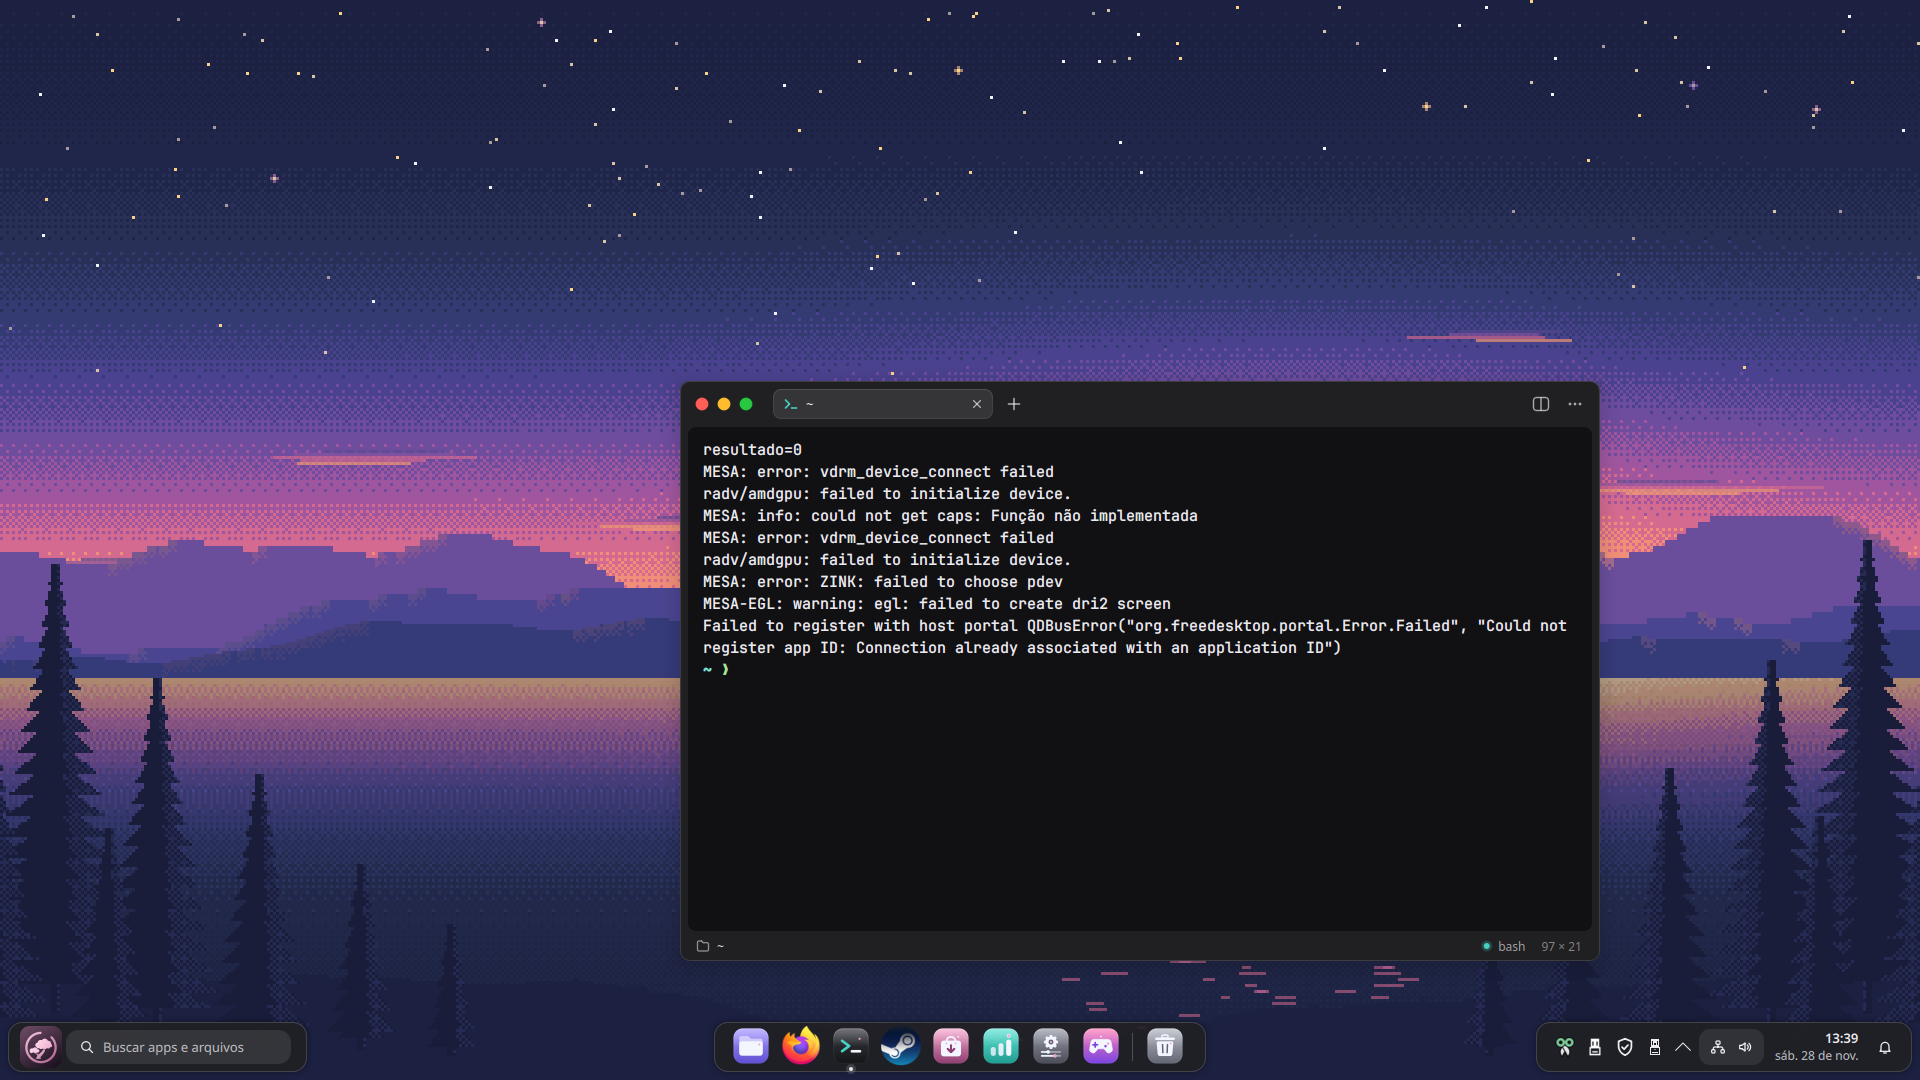 ~
resultado=0
MESA: error: vdrm_device_connect failed
radv/amdgpu: failed to initialize device.
MESA: info: could not get caps: Função não implementada
MESA: error: vdrm_device_connect failed
radv/amdgpu: failed to initialize device.
MESA: error: ZINK: failed to choose pdev
MESA-EGL: warning: egl: failed to create dri2 screen
Failed to register with host portal QDBusError("org.freedesktop.portal.Error.Failed", "Could not
register app ID: Connection already associated with an application ID")
~ ❯
~
bash 97 × 21
Buscar apps e arquivos
13:39
sáb. 28 de nov.